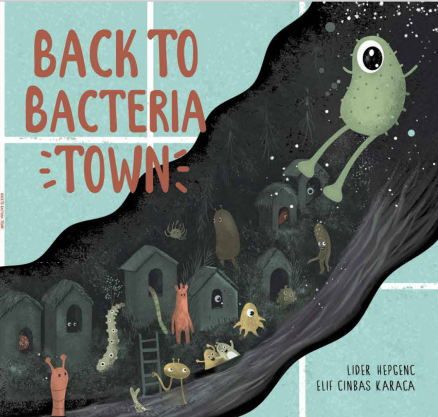 BACK TO
BACTERIA
TOWN
LIDER HEPGENC
ELIF CINBAS KARACA